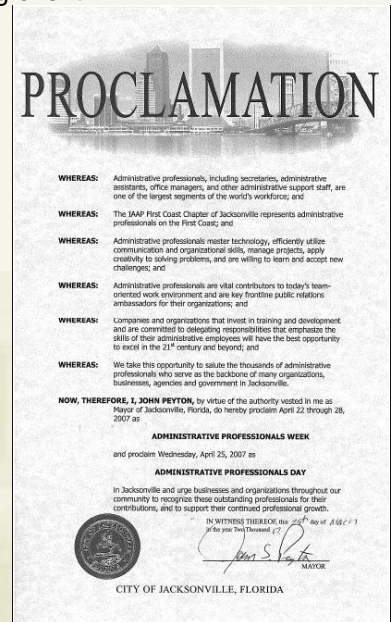 PROCLAMATION
WHEREAS: Administrative professionals, including secretaries, administrative
assistants, office managers, and other administrative support staff, are
one of the largest segments of the world's workforce; and
WHEREAS: The IAAP First Coast Chapter of Jacksonville represents administrative
professionals on the First Coast; and
WHEREAS: Administrative professionals master technology, efficiently utilize
communication and organizational skills, manage projects, apply
creativity to solving problems, and are willing to learn and accept new
challenges; and
WHEREAS: Administrative professionals are vital contributors to today's team-
oriented work environment and are key frontline public relations
ambassadors for their organizations; and
WHEREAS: Companies and organizations that invest in training and development
and are committed to delegating responsibilities that emphasize the
skills of their administrative employees will have the best opportunity
to excel in the 21st century and beyond; and
WHEREAS: We take this opportunity to salute the thousands of administrative
professionals who serve as the backbone of many organizations,
businesses, agencies and government in Jacksonville.
NOW, THEREFORE, I, JOHN PEYTON, by virtue of the authority vested in me as
Mayor of Jacksonville, Florida, do hereby proclaim April 22 through 28,
2007 as
ADMINISTRATIVE PROFESSIONALS WEEK
and proclaim Wednesday, April 25, 2007 as
ADMINISTRATIVE PROFESSIONALS DAY
in Jacksonville and urge businesses and organizations throughout our
community to recognize these outstanding professionals for their
contributions, and to support their continued professional growth.
IN WITNESS THEREOF, this day of
in the year Two Thousand
John S. Peyton
MAYOR
CITY OF JACKSONVILLE, FLORIDA